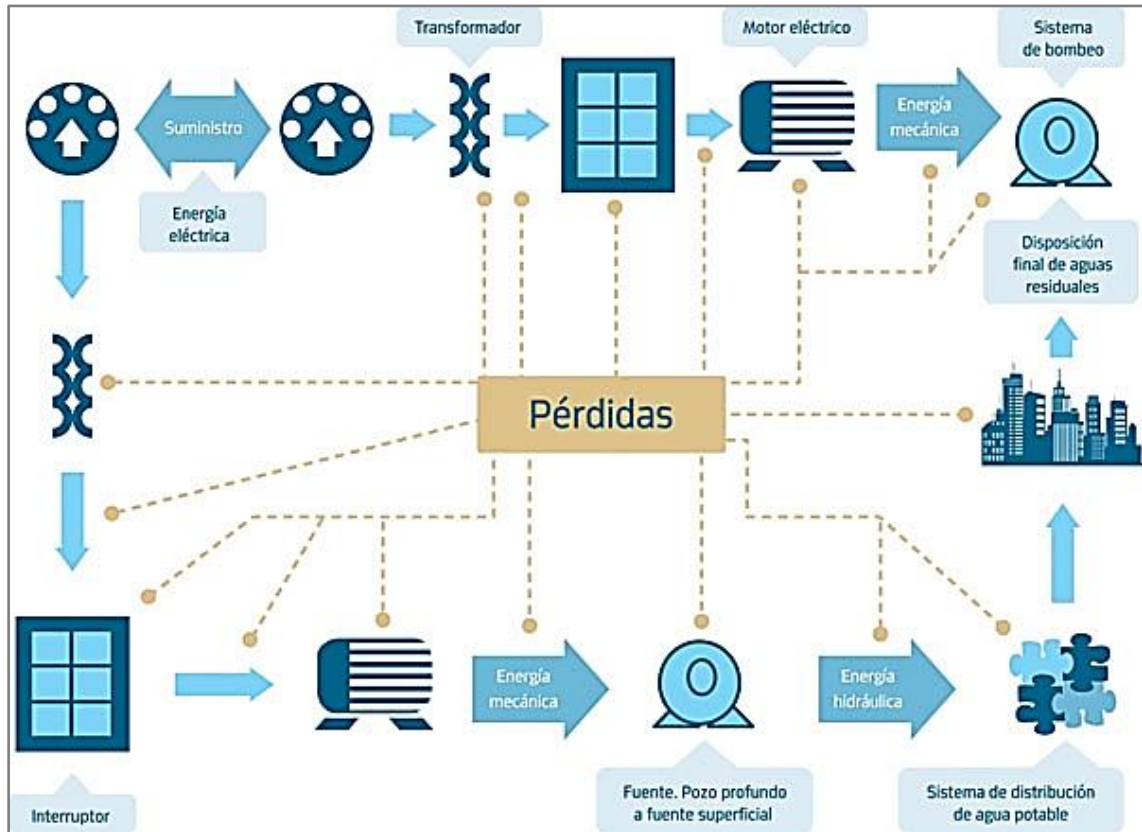 Transformador
Motor eléctrico
Sistema
de bombeo
Suministro
Energía
mecánica
Energía
eléctrica
Disposición
final de aguas
residuales
Pérdidas
Energía
mecánica
Energía
hidráulica
Interruptor
Fuente. Pozo profundo
a fuente superficial
Sistema de distribución
de agua potable